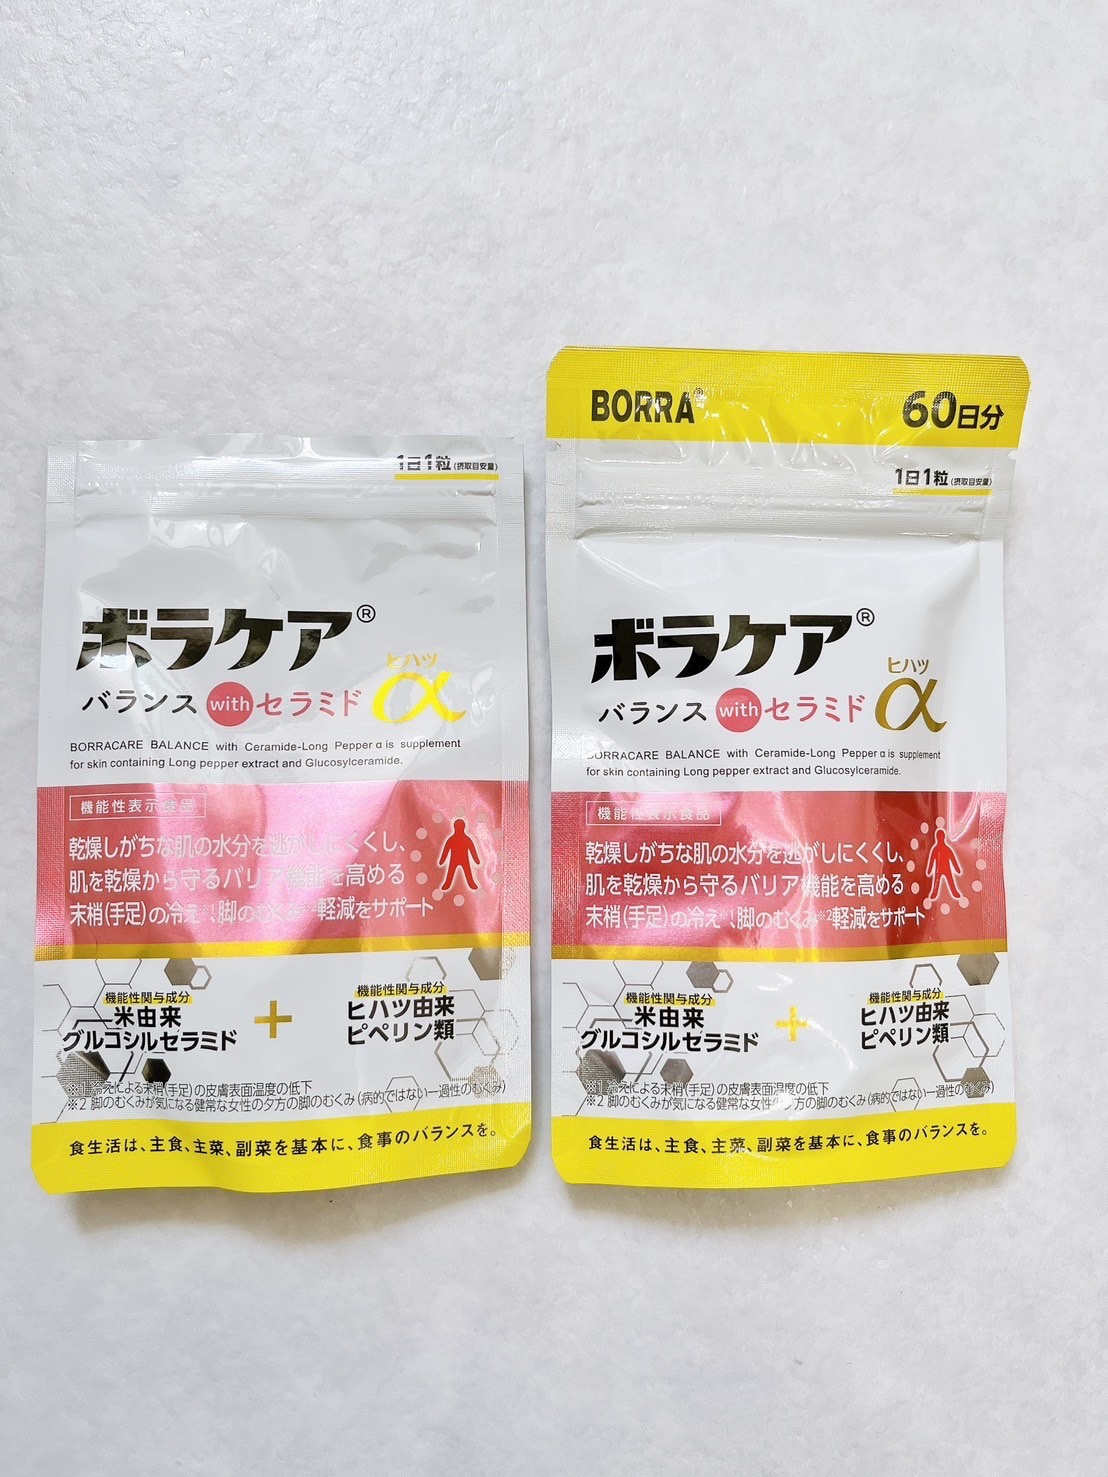 1日1粒(摂取目安量)
ボラケア®
ヒハツ
バランスwithセラミドα
BORRACARE BALANCE with Ceramide-Long Pepper α is supplement
for skin containing Long pepper extract and Glucosylceramide.
機能性表示食品
乾燥しがちな肌の水分を逃がしにくくし、
肌を乾燥から守るバリア機能を高める
末梢(手足)の冷え※1、脚のむくみ※2軽減をサポート
機能性関与成分
米由来
グルコシルセラミド
+
機能性関与成分
ヒハツ由来
ピペリン類
※1 冷えによる末梢(手足)の皮膚表面温度の低下
※2 脚のむくみが気になる健常な女性の夕方の脚のむくみ(病的ではない一過性のむくみ)
食生活は、主食、主菜、副菜を基本に、食事のバランスを。
BORRA®
60日分
1日1粒(摂取目安量)
ボラケア®
ヒハツ
バランスwithセラミドα
BORRACARE BALANCE with Ceramide-Long Pepper α is supplement
for skin containing Long pepper extract and Glucosylceramide.
機能性表示食品
乾燥しがちな肌の水分を逃がしにくくし、
肌を乾燥から守るバリア機能を高める
末梢(手足)の冷え※1、脚のむくみ※2軽減をサポート
機能性関与成分
米由来
グルコシルセラミド
+
機能性関与成分
ヒハツ由来
ピペリン類
※1 冷えによる末梢(手足)の皮膚表面温度の低下
※2 脚のむくみが気になる健常な女性の夕方の脚のむくみ(病的ではない一過性のむくみ)
食生活は、主食、主菜、副菜を基本に、食事のバランスを。